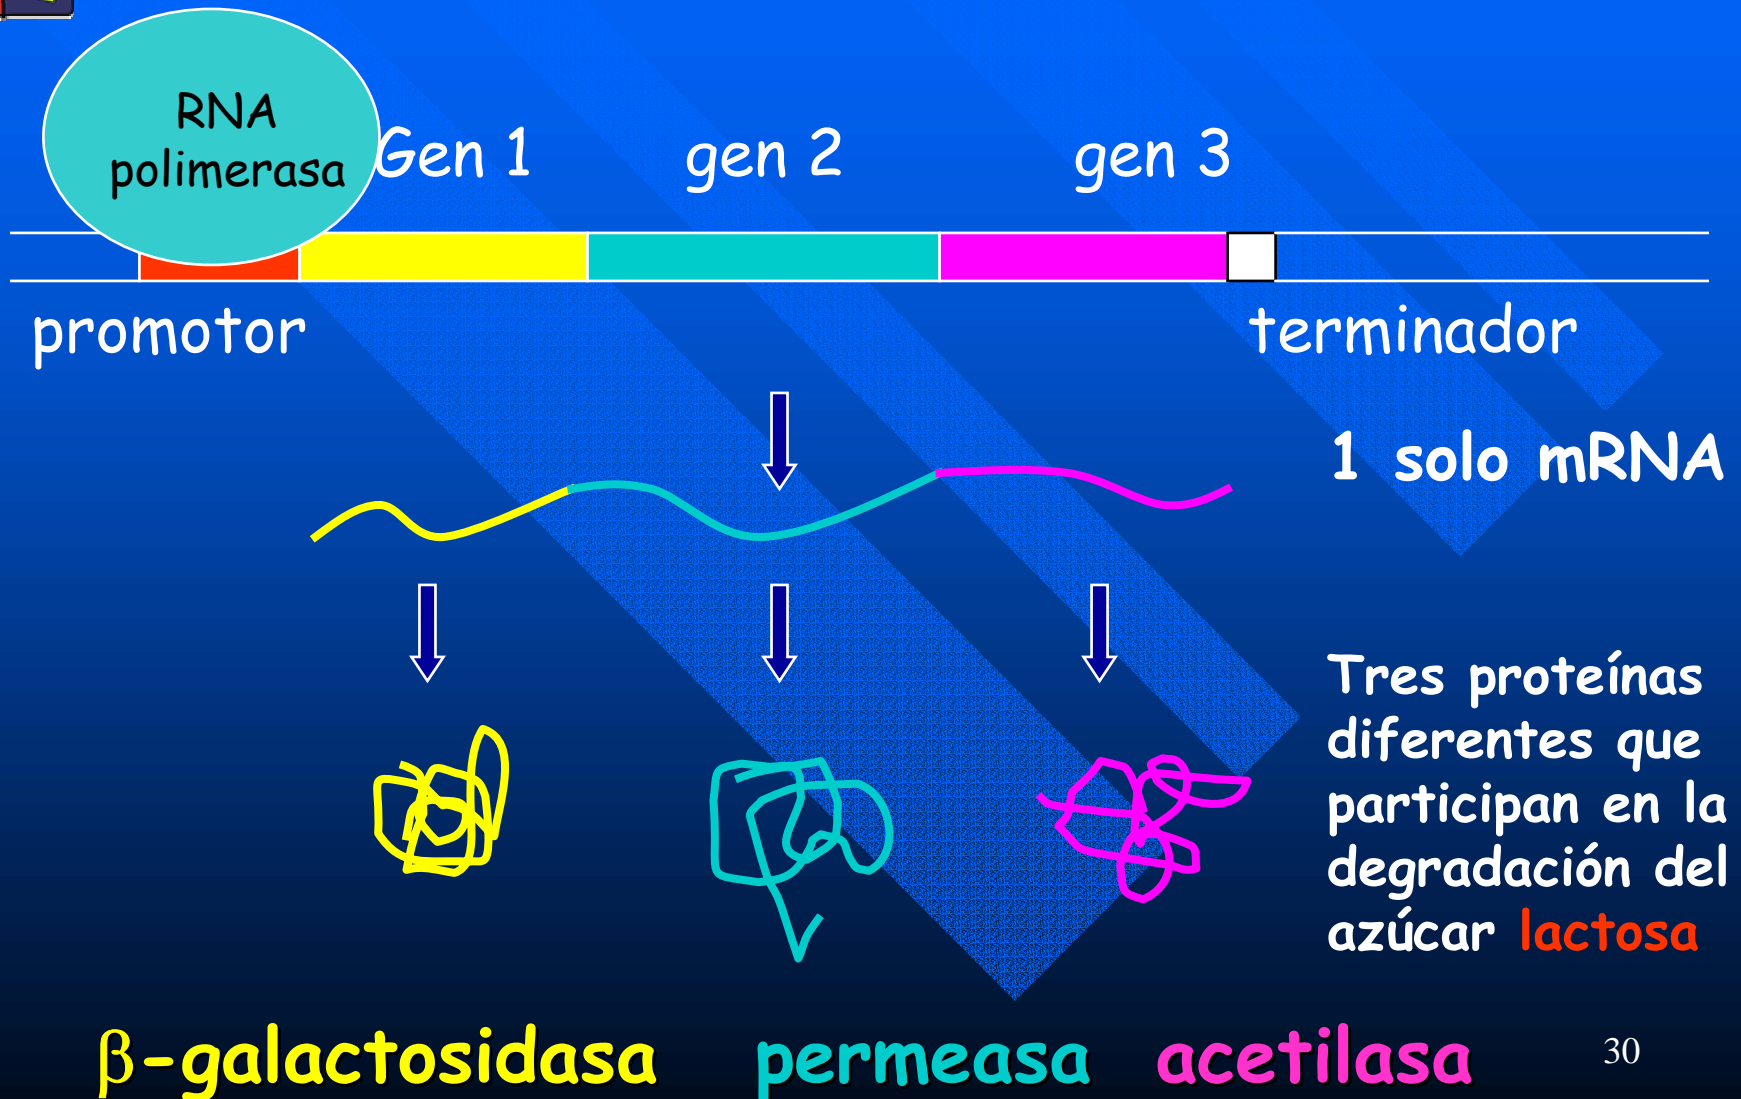 RNA
polimerasa
Gen 1 gen 2 gen 3
promotor terminador
1 solo mRNA
Tres proteínas
diferentes que
participan en la
degradación del
azúcar lactosa
β-galactosidasa permeasa acetilasa
30